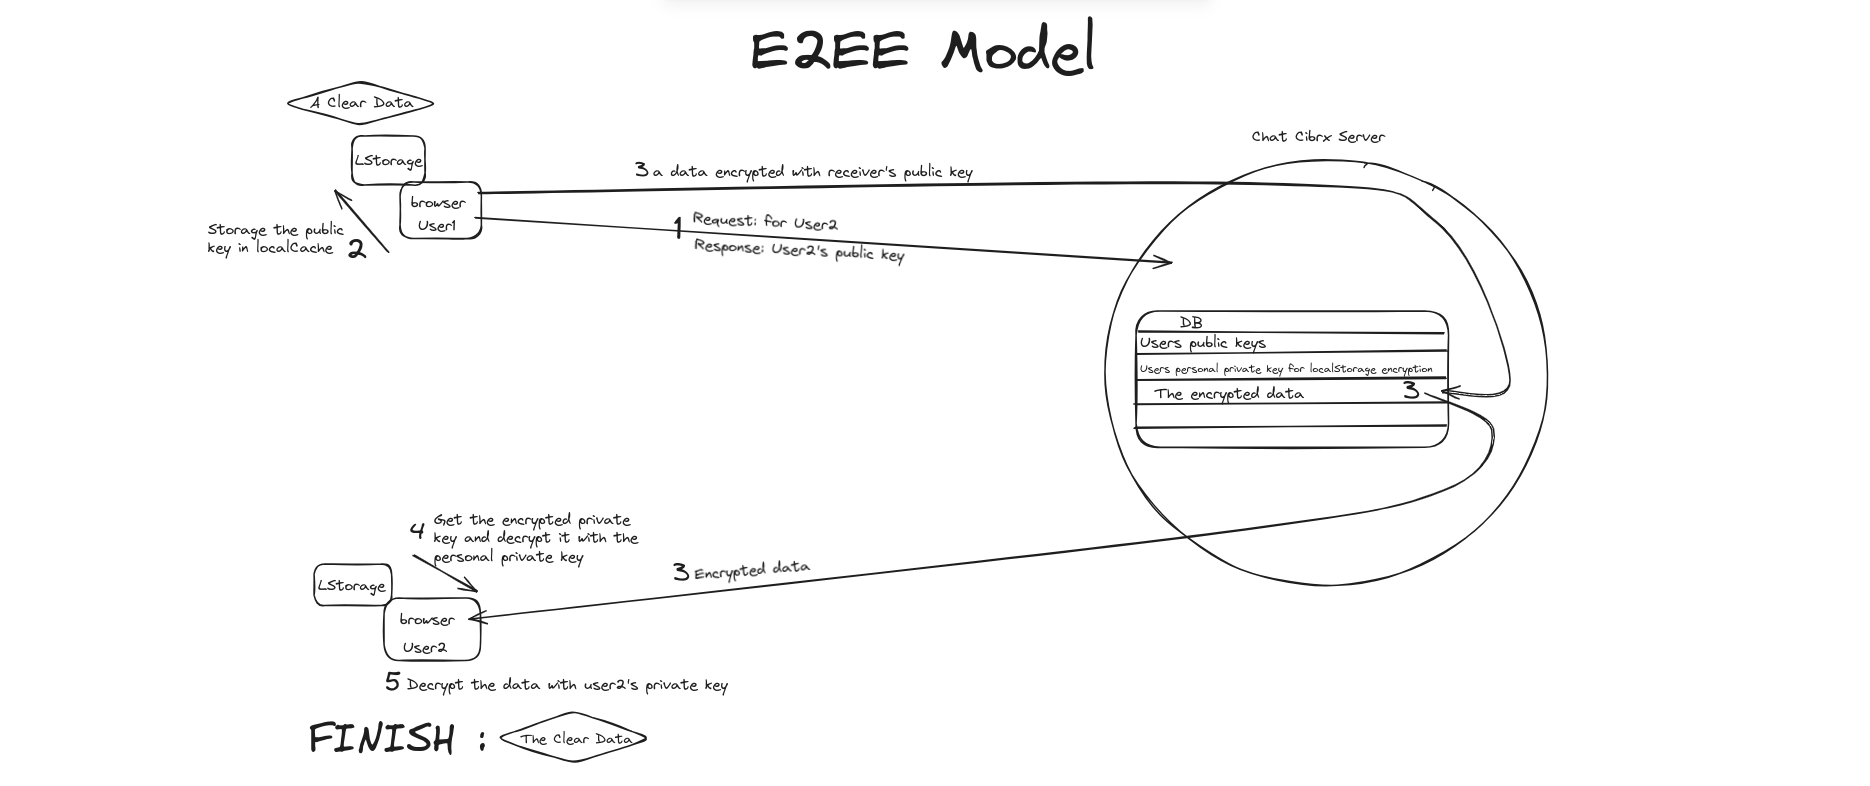 E2EE Model
A Clear Data
Chat Cibrx Server
LStorage
3 a data encrypted with receiver's public key
browser
User1
Storage the public
key in localCache 2
1 Request: for User2
Response: User2's public key
DB
Users public keys
Users personal private key for localStorage encryption
The encrypted data 3
4 Get the encrypted private
key and decrypt it with the
personal private key
LStorage
3 Encrypted data
browser
User2
5 Decrypt the data with user2's private key
FINISH :
The Clear Data